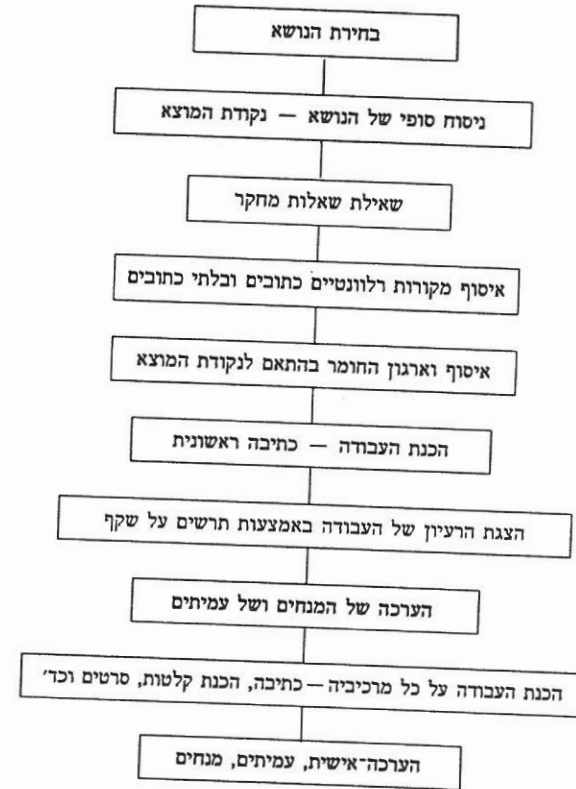 בחירת הנושא
ניסוח סופי של הנושא — נקודת המוצא
שאילת שאלות מחקר
איסוף מקורות רלוונטיים כתובים ובלתי כתובים
איסוף וארגון החומר בהתאם לנקודת המוצא
הכנת העבודה — כתיבה ראשונית
הצגת הרעיון של העבודה באמצעות תרשים על שקף
הערכה של המנחים ושל עמיתים
הכנת העבודה על כל מרכיביה — כתיבה, הכנת קלטות, סרטים וכד׳
הערכה־אישית, עמיתים, מנחים